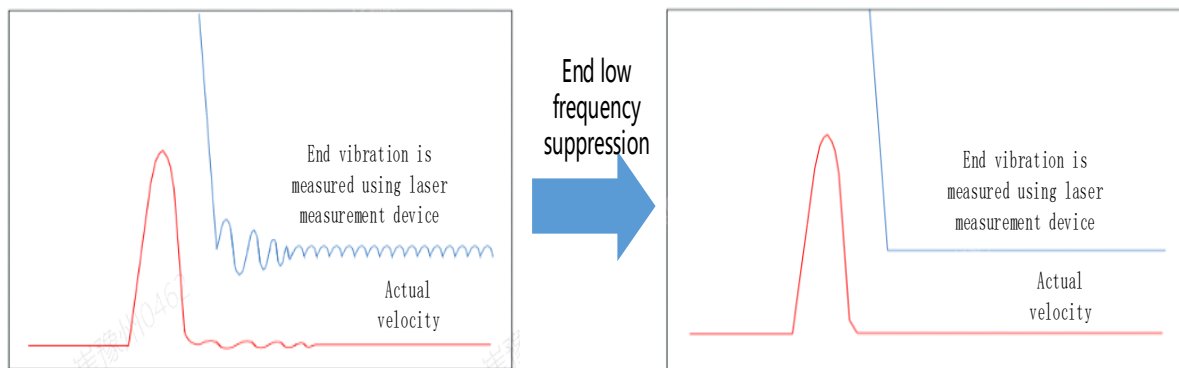 End vibration is
measured using laser
measurement device
Actual
velocity
End low
frequency
suppression
End vibration is
measured using laser
measurement device
Actual
velocity